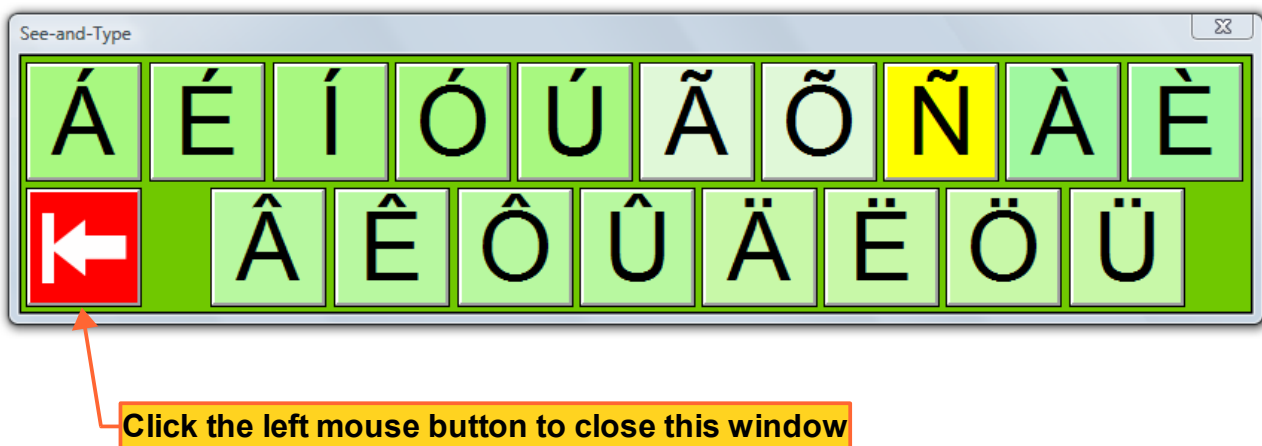 See-and-Type
Á É Í Ó Ú Ã Õ Ñ À È
Â Ê Ô Û Ä Ë Ö Ü
Click the left mouse button to close this window